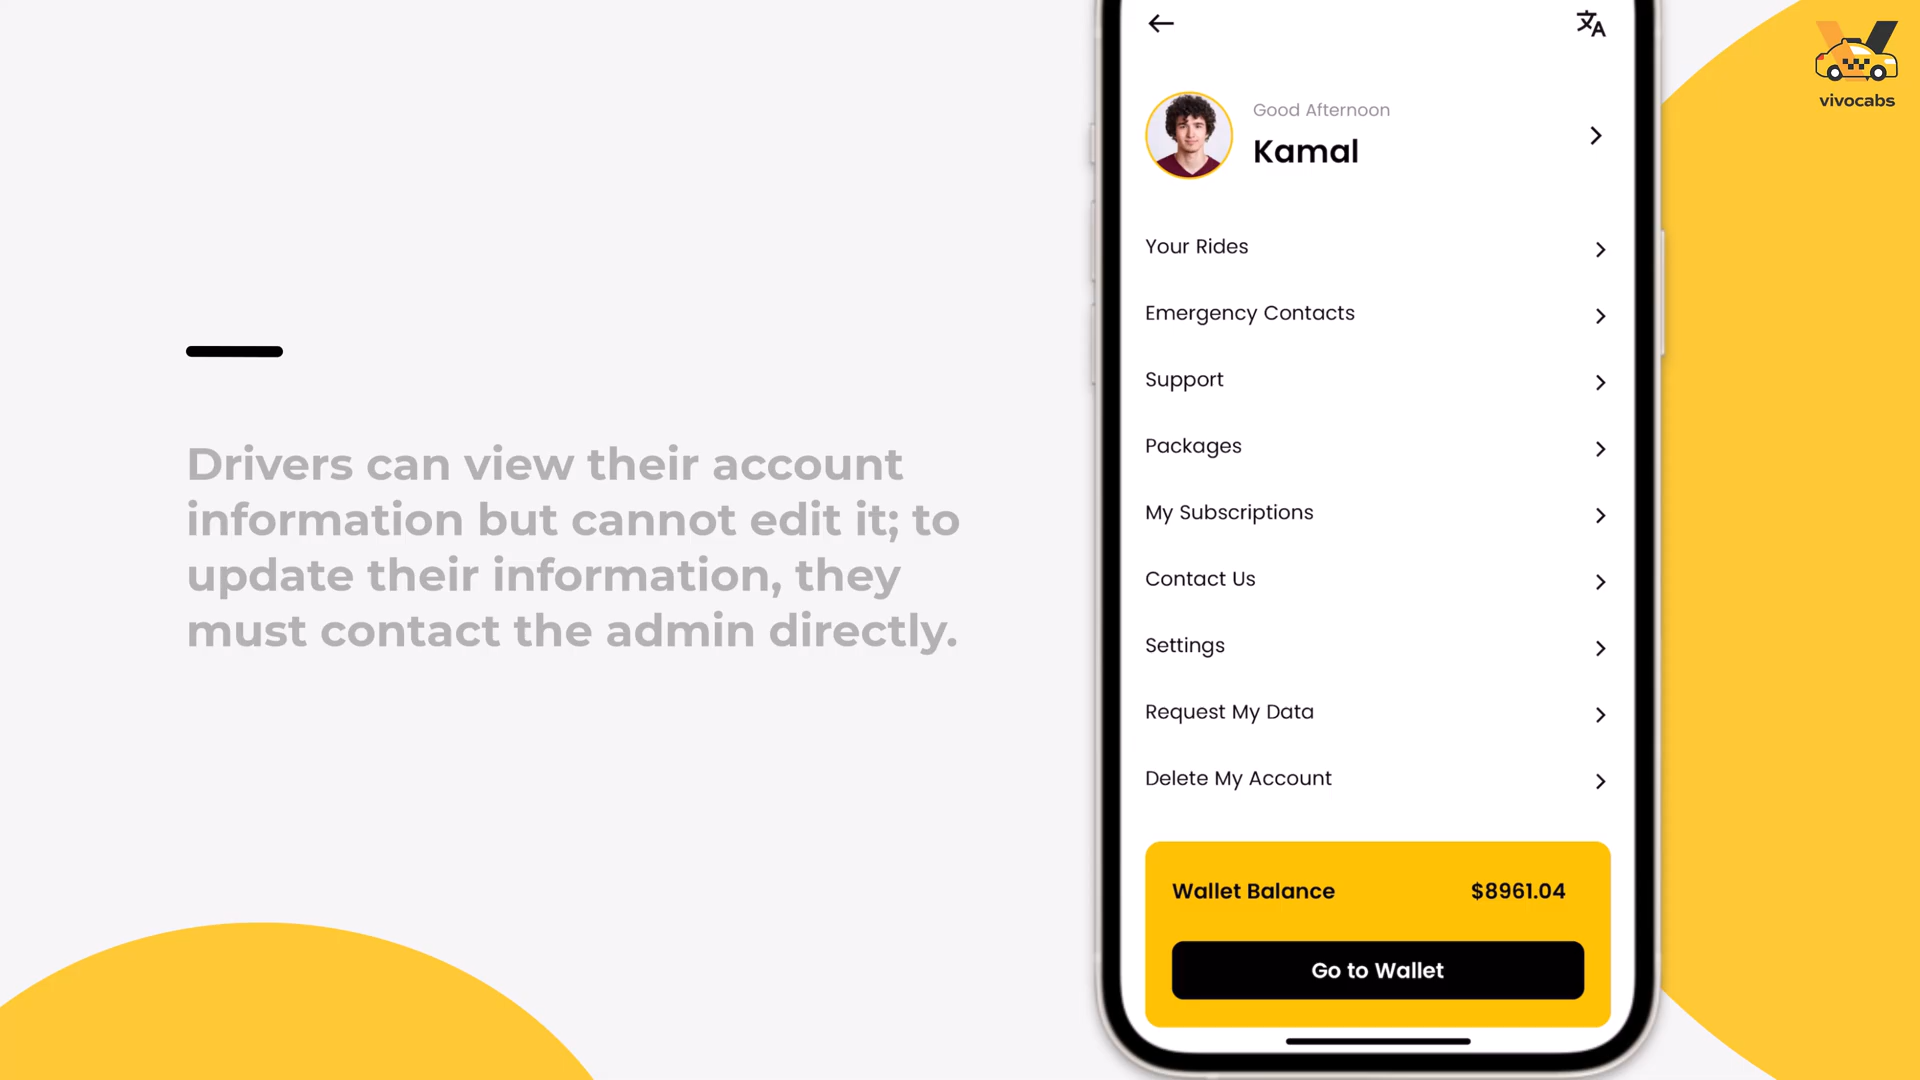 Drivers can view their account
information but cannot edit it; to
update their information, they
must contact the admin directly.
Good Afternoon
Kamal
Your Rides
Emergency Contacts
Support
Packages
My Subscriptions
Contact Us
Settings
Request My Data
Delete My Account
Wallet Balance $8961.04
Go to Wallet
vivocabs